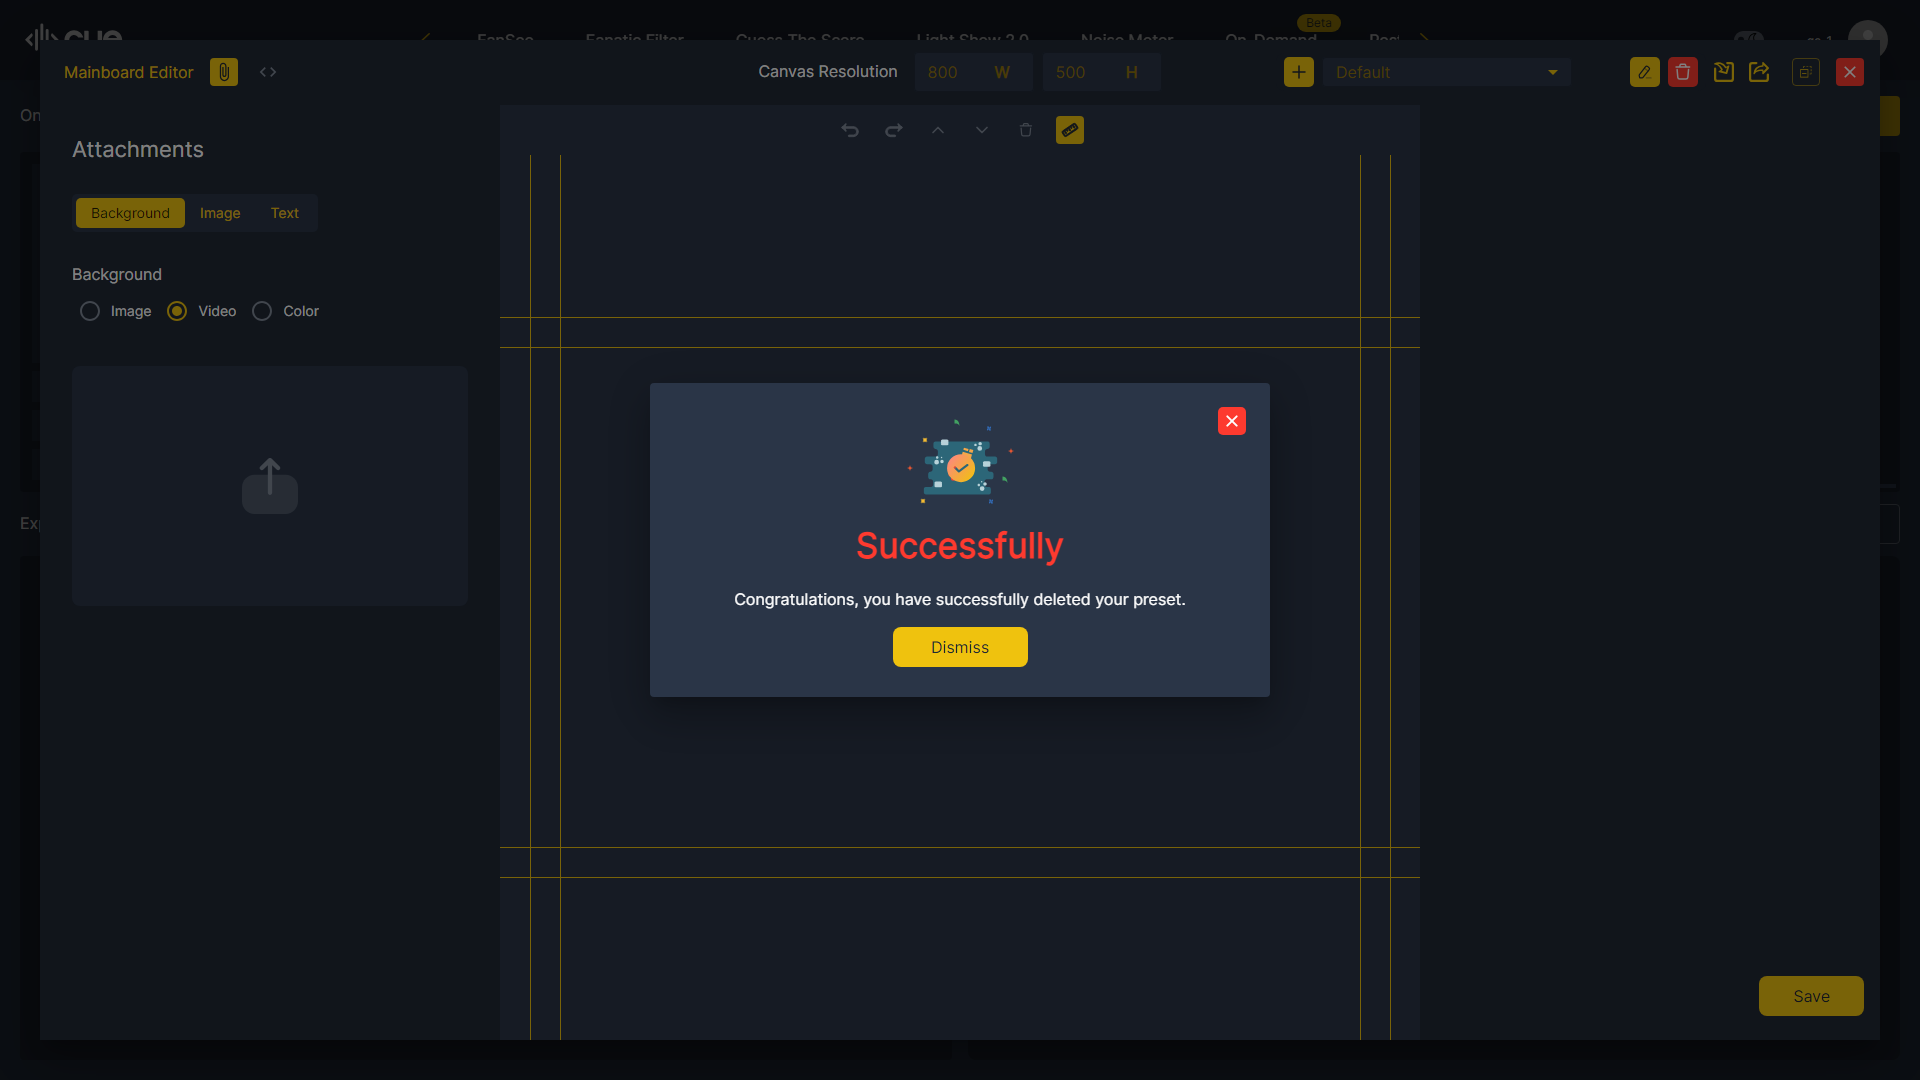 Beta
Mainboard Editor
Canvas Resolution
800 W
500 H
Default
Attachments
Background Image Text
Background
Image Video Color
Successfully
Congratulations, you have successfully deleted your preset.
Dismiss
Save